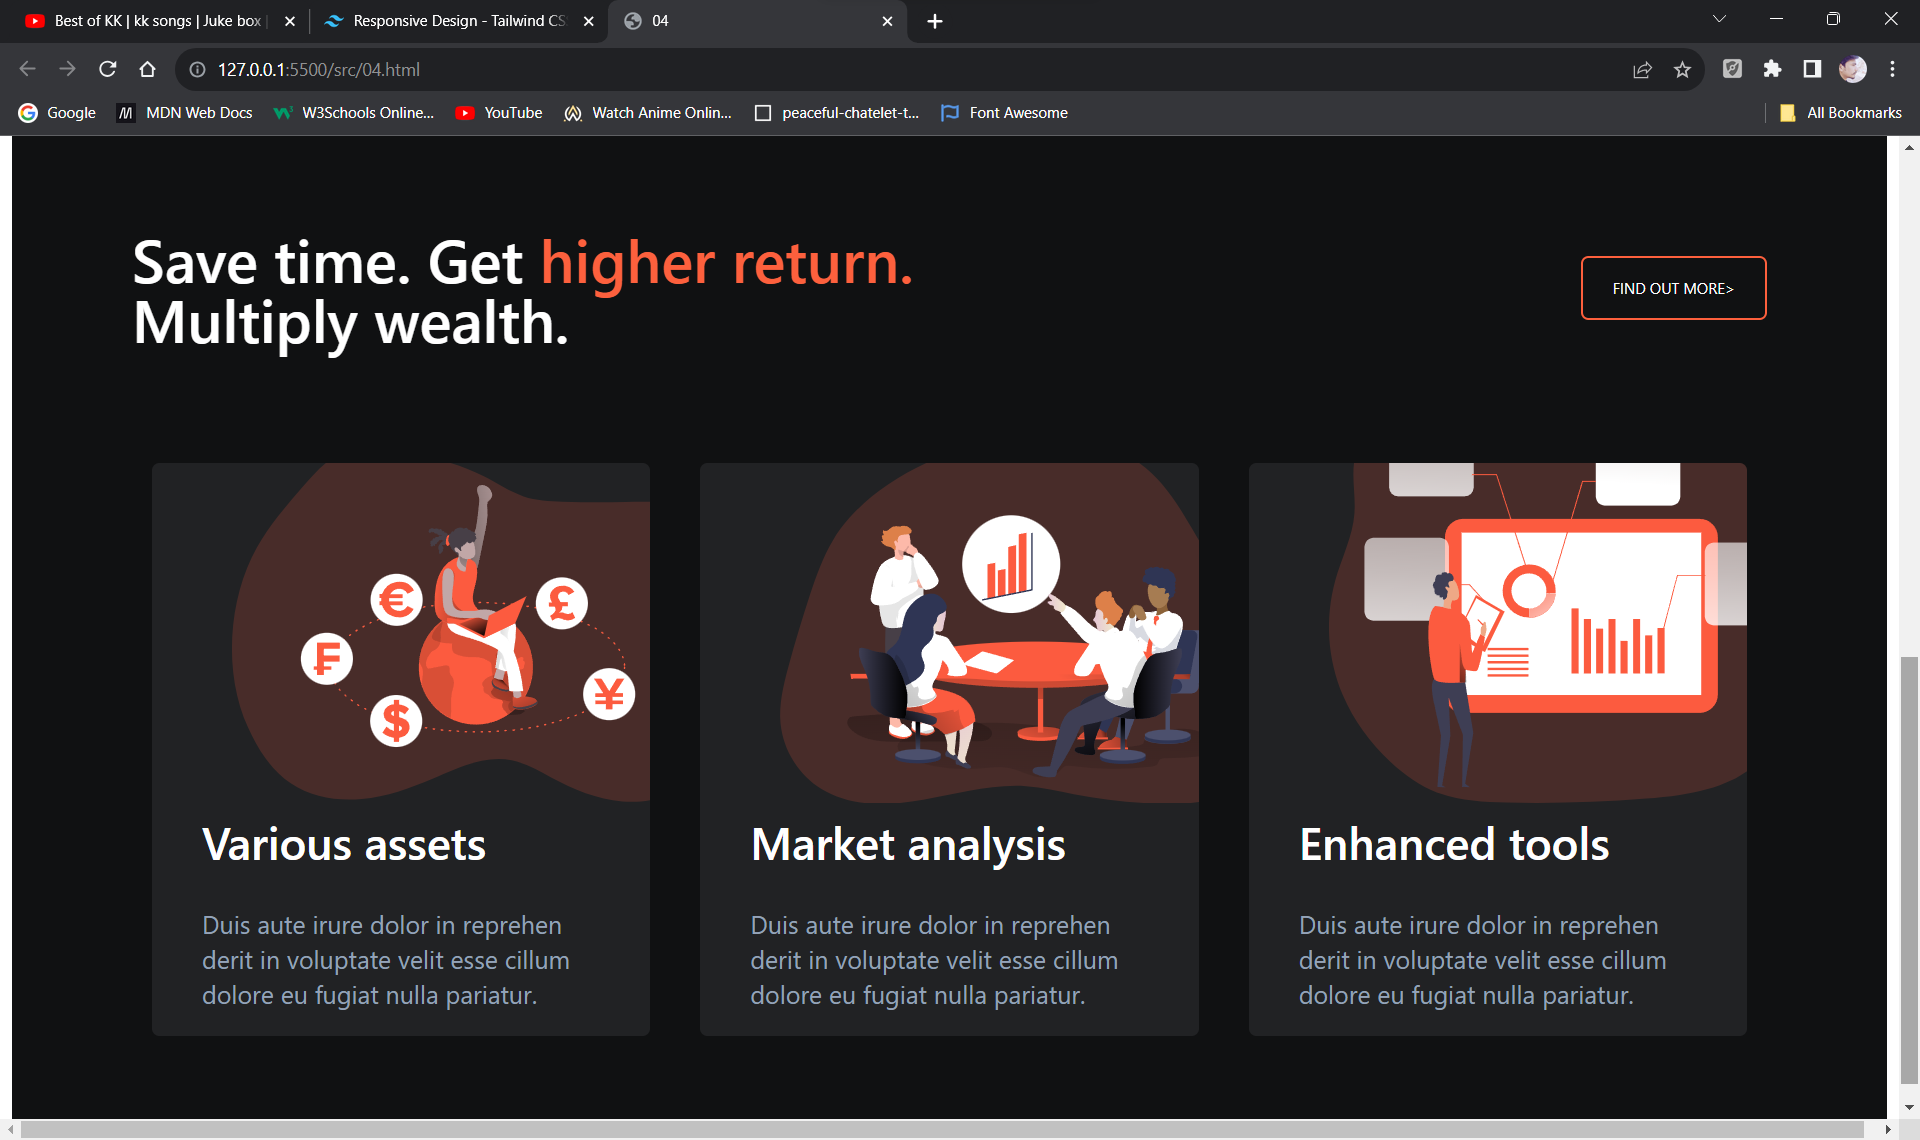 Best of KK | kk songs | Juke box |
Responsive Design - Tailwind CS
04
127.0.0.1:5500/src/04.html
Google
MDN Web Docs
W3Schools Online...
YouTube
Watch Anime Onlin...
peaceful-chatelet-t...
Font Awesome
All Bookmarks
Save time. Get higher return.
Multiply wealth.
FIND OUT MORE>
€
£
₣
¥
$
Various assets
Duis aute irure dolor in reprehen
derit in voluptate velit esse cillum
dolore eu fugiat nulla pariatur.
Market analysis
Duis aute irure dolor in reprehen
derit in voluptate velit esse cillum
dolore eu fugiat nulla pariatur.
Enhanced tools
Duis aute irure dolor in reprehen
derit in voluptate velit esse cillum
dolore eu fugiat nulla pariatur.